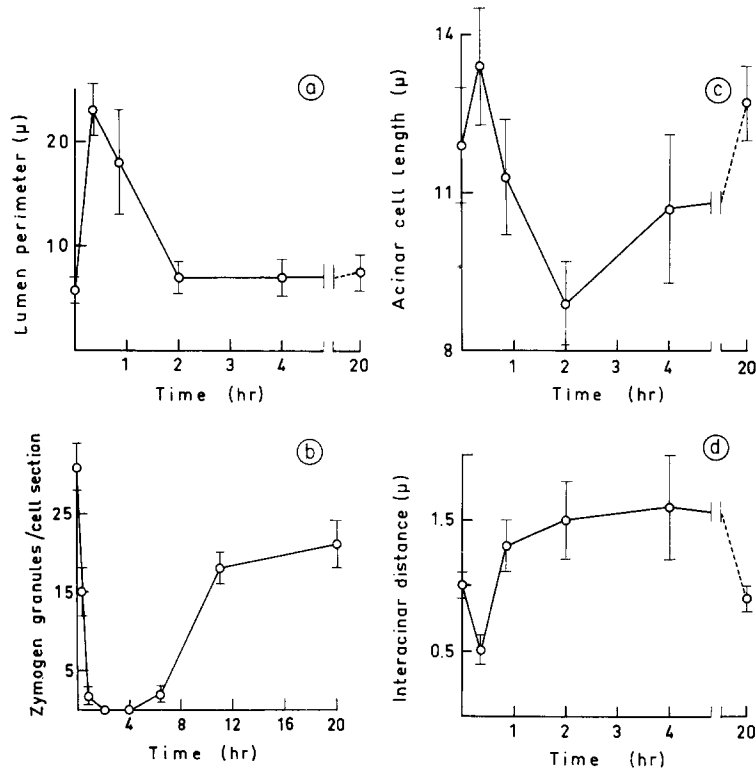 a
Lumen perimeter (μ)
20
10
1 2 3 4 20
Time (hr)
c
Acinar cell length (μ)
14
11
8
1 2 3 4 20
Time (hr)
b
Zymogen granules/cell section
25
15
5
4 8 12 16 20
Time (hr)
d
Interacinar distance (μ)
1.5
0.5
1 2 3 4 20
Time (hr)